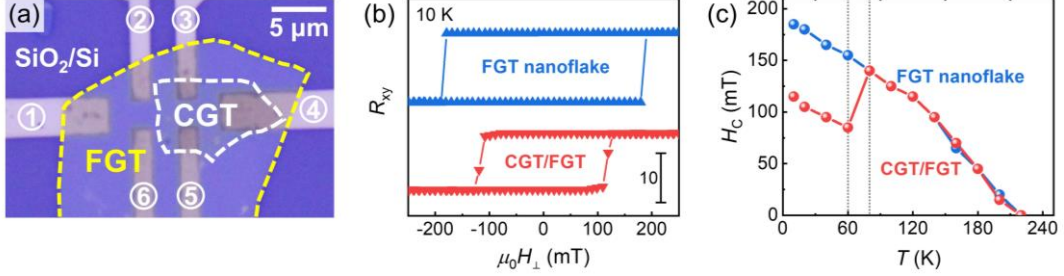 (a)
② ③
5 μm
SiO₂/Si
① CGT ④
FGT
⑥ ⑤
(b)
10 K
FGT nanoflake
CGT/FGT
10
R_xy
-200 -100 0 100 200
μ₀H⊥ (mT)
(c)
200
150
100
50
0
H_C (mT)
FGT nanoflake
CGT/FGT
0 60 120 180 240
T (K)